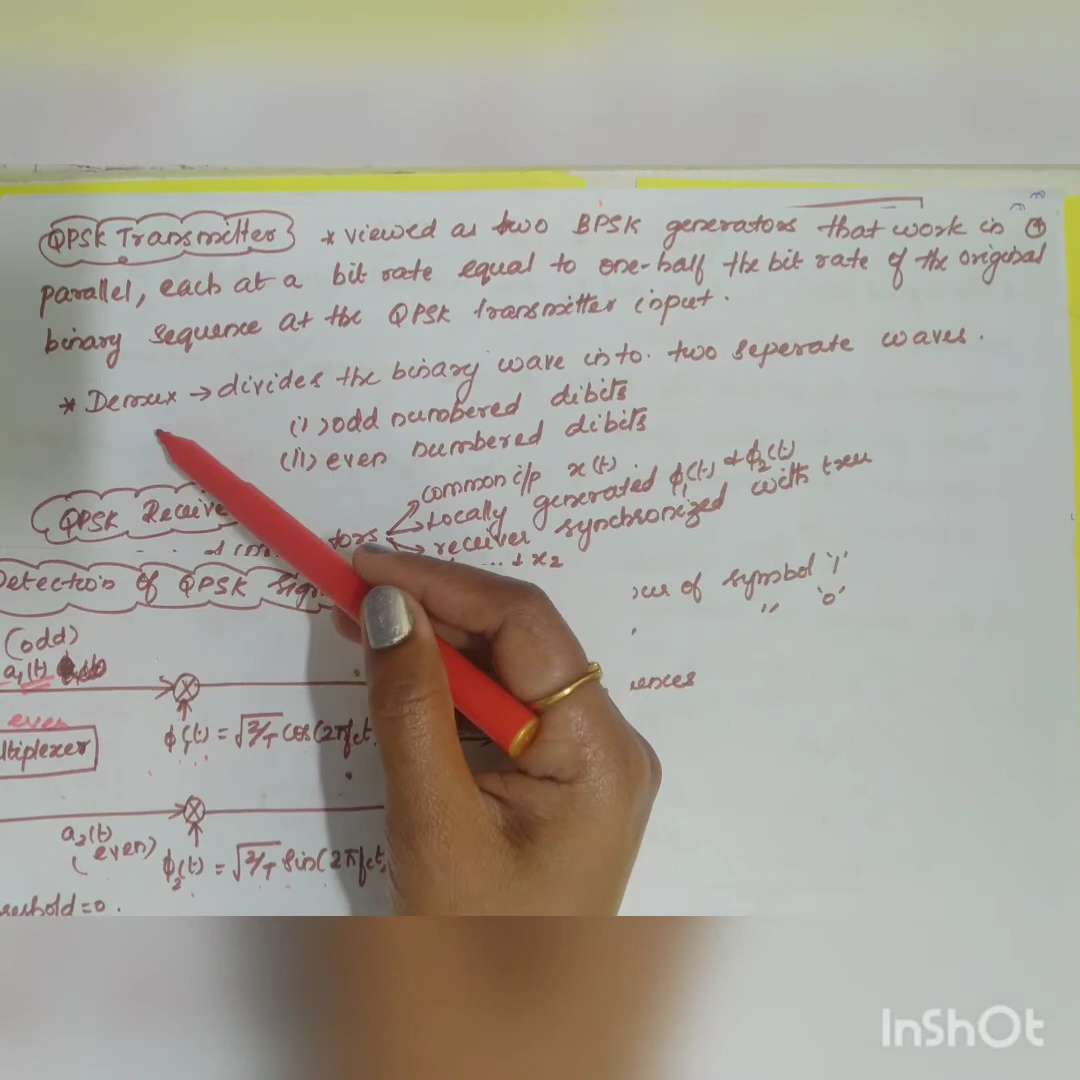 QPSK Transmitter * viewed as two BPSK generators that work in
parallel, each at a bit rate equal to one-half the bit rate of the original
binary sequence at the QPSK transmitter input.
* Demux → divides the binary wave into two seperate waves.
(i) odd numbered dibits
(ii) even numbered dibits
QPSK Receive
common i/p x(t)
tors Locally generated φ₁(t) + φ₂(t)
receiver synchronized with txu
+ x₂
Detection of QPSK Sig
of symbol '1'
" '0'
(odd)
a₁(t)
ences
even
ltiplexer
φ₁(t) = √2/T cos(2πfct
a₂(t)
(even)
φ₂(t) = √2/T sin(2πfct
reshold = 0.
InShOt